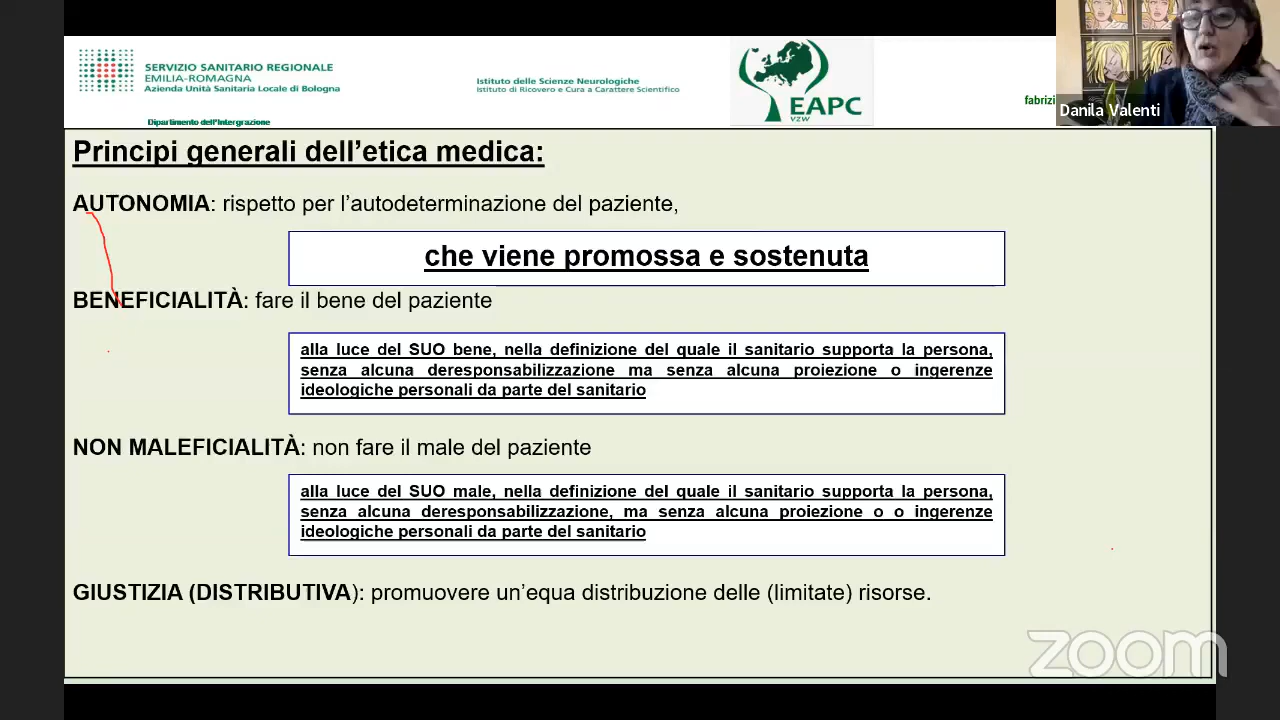 SERVIZIO SANITARIO REGIONALE
EMILIA-ROMAGNA
Azienda Unità Sanitaria Locale di Bologna
Istituto delle Scienze Neurologiche
Istituto di Ricovero e Cura a Carattere Scientifico
EAPC
VZW
fabrizi
Danila Valenti
Dipartimento dell'Intergrazione
Principi generali dell'etica medica:
AUTONOMIA: rispetto per l'autodeterminazione del paziente,
che viene promossa e sostenuta
BENEFICIALITÀ: fare il bene del paziente
alla luce del SUO bene, nella definizione del quale il sanitario supporta la persona,
senza alcuna deresponsabilizzazione ma senza alcuna proiezione o ingerenze
ideologiche personali da parte del sanitario
NON MALEFICIALITÀ: non fare il male del paziente
alla luce del SUO male, nella definizione del quale il sanitario supporta la persona,
senza alcuna deresponsabilizzazione, ma senza alcuna proiezione o o ingerenze
ideologiche personali da parte del sanitario
GIUSTIZIA (DISTRIBUTIVA): promuovere un'equa distribuzione delle (limitate) risorse.
zoom